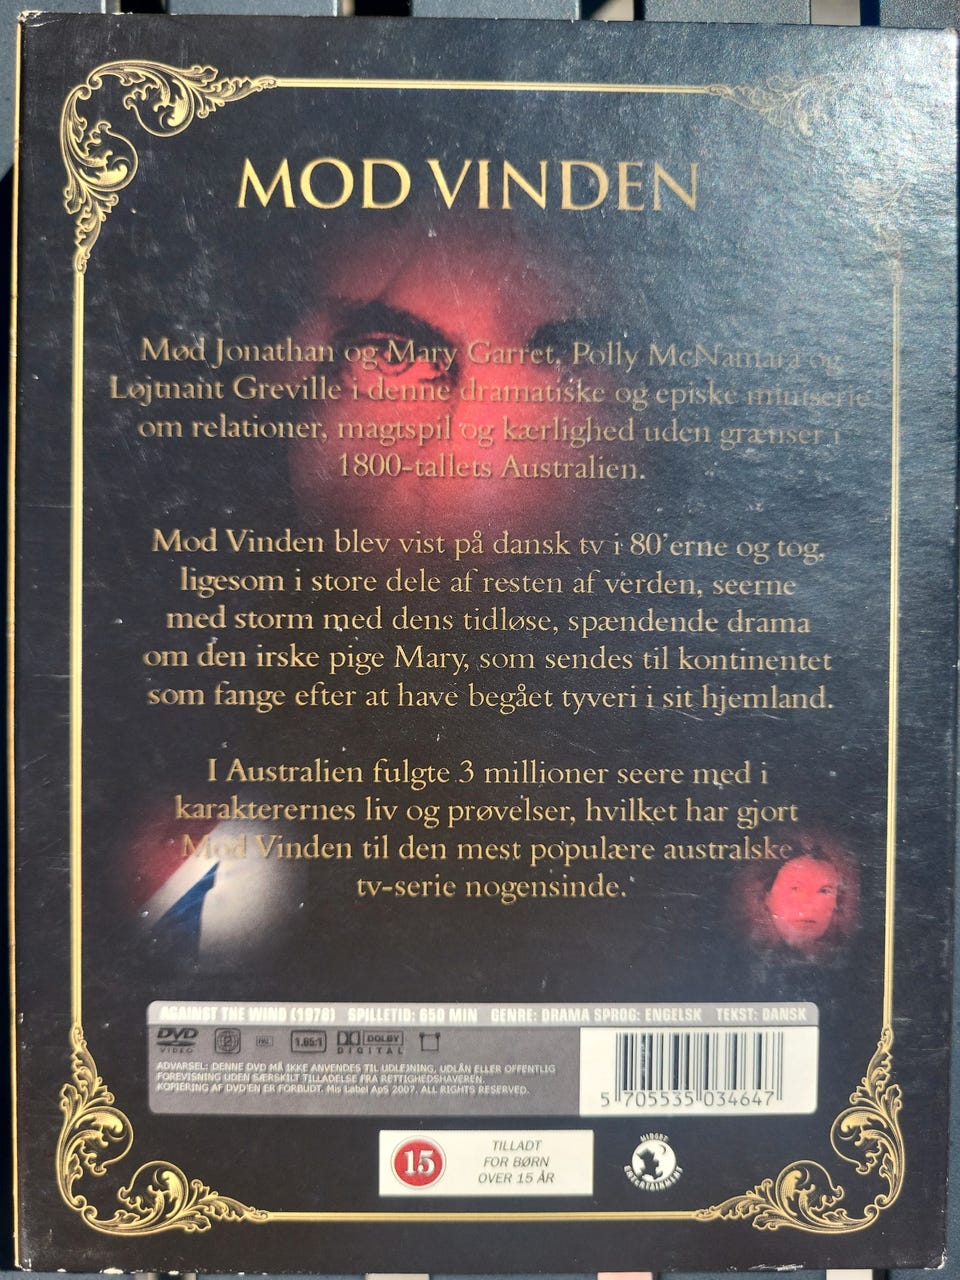 MOD VINDEN
Mød Jonathan og Mary Garret, Polly McNamara og
Løjtnant Greville i denne dramatiske og episke miniserie
om relationer, magtspil og kærlighed uden grænser i
1800-tallets Australien.
Mod Vinden blev vist på dansk tv i 80'erne og tog,
ligesom i store dele af resten af verden, seerne
med storm med dens tidløse, spændende drama
om den irske pige Mary, som sendes til kontinentet
som fange efter at have begået tyveri i sit hjemland.
I Australien fulgte 3 millioner seere med i
karakterernes liv og prøvelser, hvilket har gjort
Mod Vinden til den mest populære australske
tv-serie nogensinde.
AGAINST THE WIND (1978) SPILLETID: 650 MIN GENRE: DRAMA SPROG: ENGELSK TEKST: DANSK
DVD VIDEO 2 PAL 1.85:1 DOLBY DIGITAL
ADVARSEL: DENNE DVD MÅ IKKE ANVENDES TIL UDLEJNING, UDLÅN ELLER OFFENTLIG
FOREVISNING UDEN SÆRSKILT TILLADELSE FRA RETTIGHEDSHAVEREN.
KOPIERING AF DVD'EN ER FORBUDT. Mis Label ApS 2007. ALL RIGHTS RESERVED.
5 705535 034647
15
TILLADT
FOR BØRN
OVER 15 ÅR
MIDGET
ENTERTAINMENT